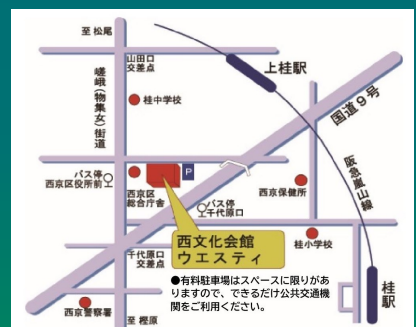 至 松尾
山田口
交差点
上桂駅
嵯峨(物集女)街道
桂中学校
国道9号
阪急嵐山線
バス停
西京区役所前
P
西京区
総合庁舎
バス停
千代原口
西京保健所
西文化会館
ウエスティ
桂小学校
千代原口
交差点
●有料駐車場はスペースに限りがあ
りますので、できるだけ公共交通機
関をご利用ください。
桂駅
西京警察署
至 樫原